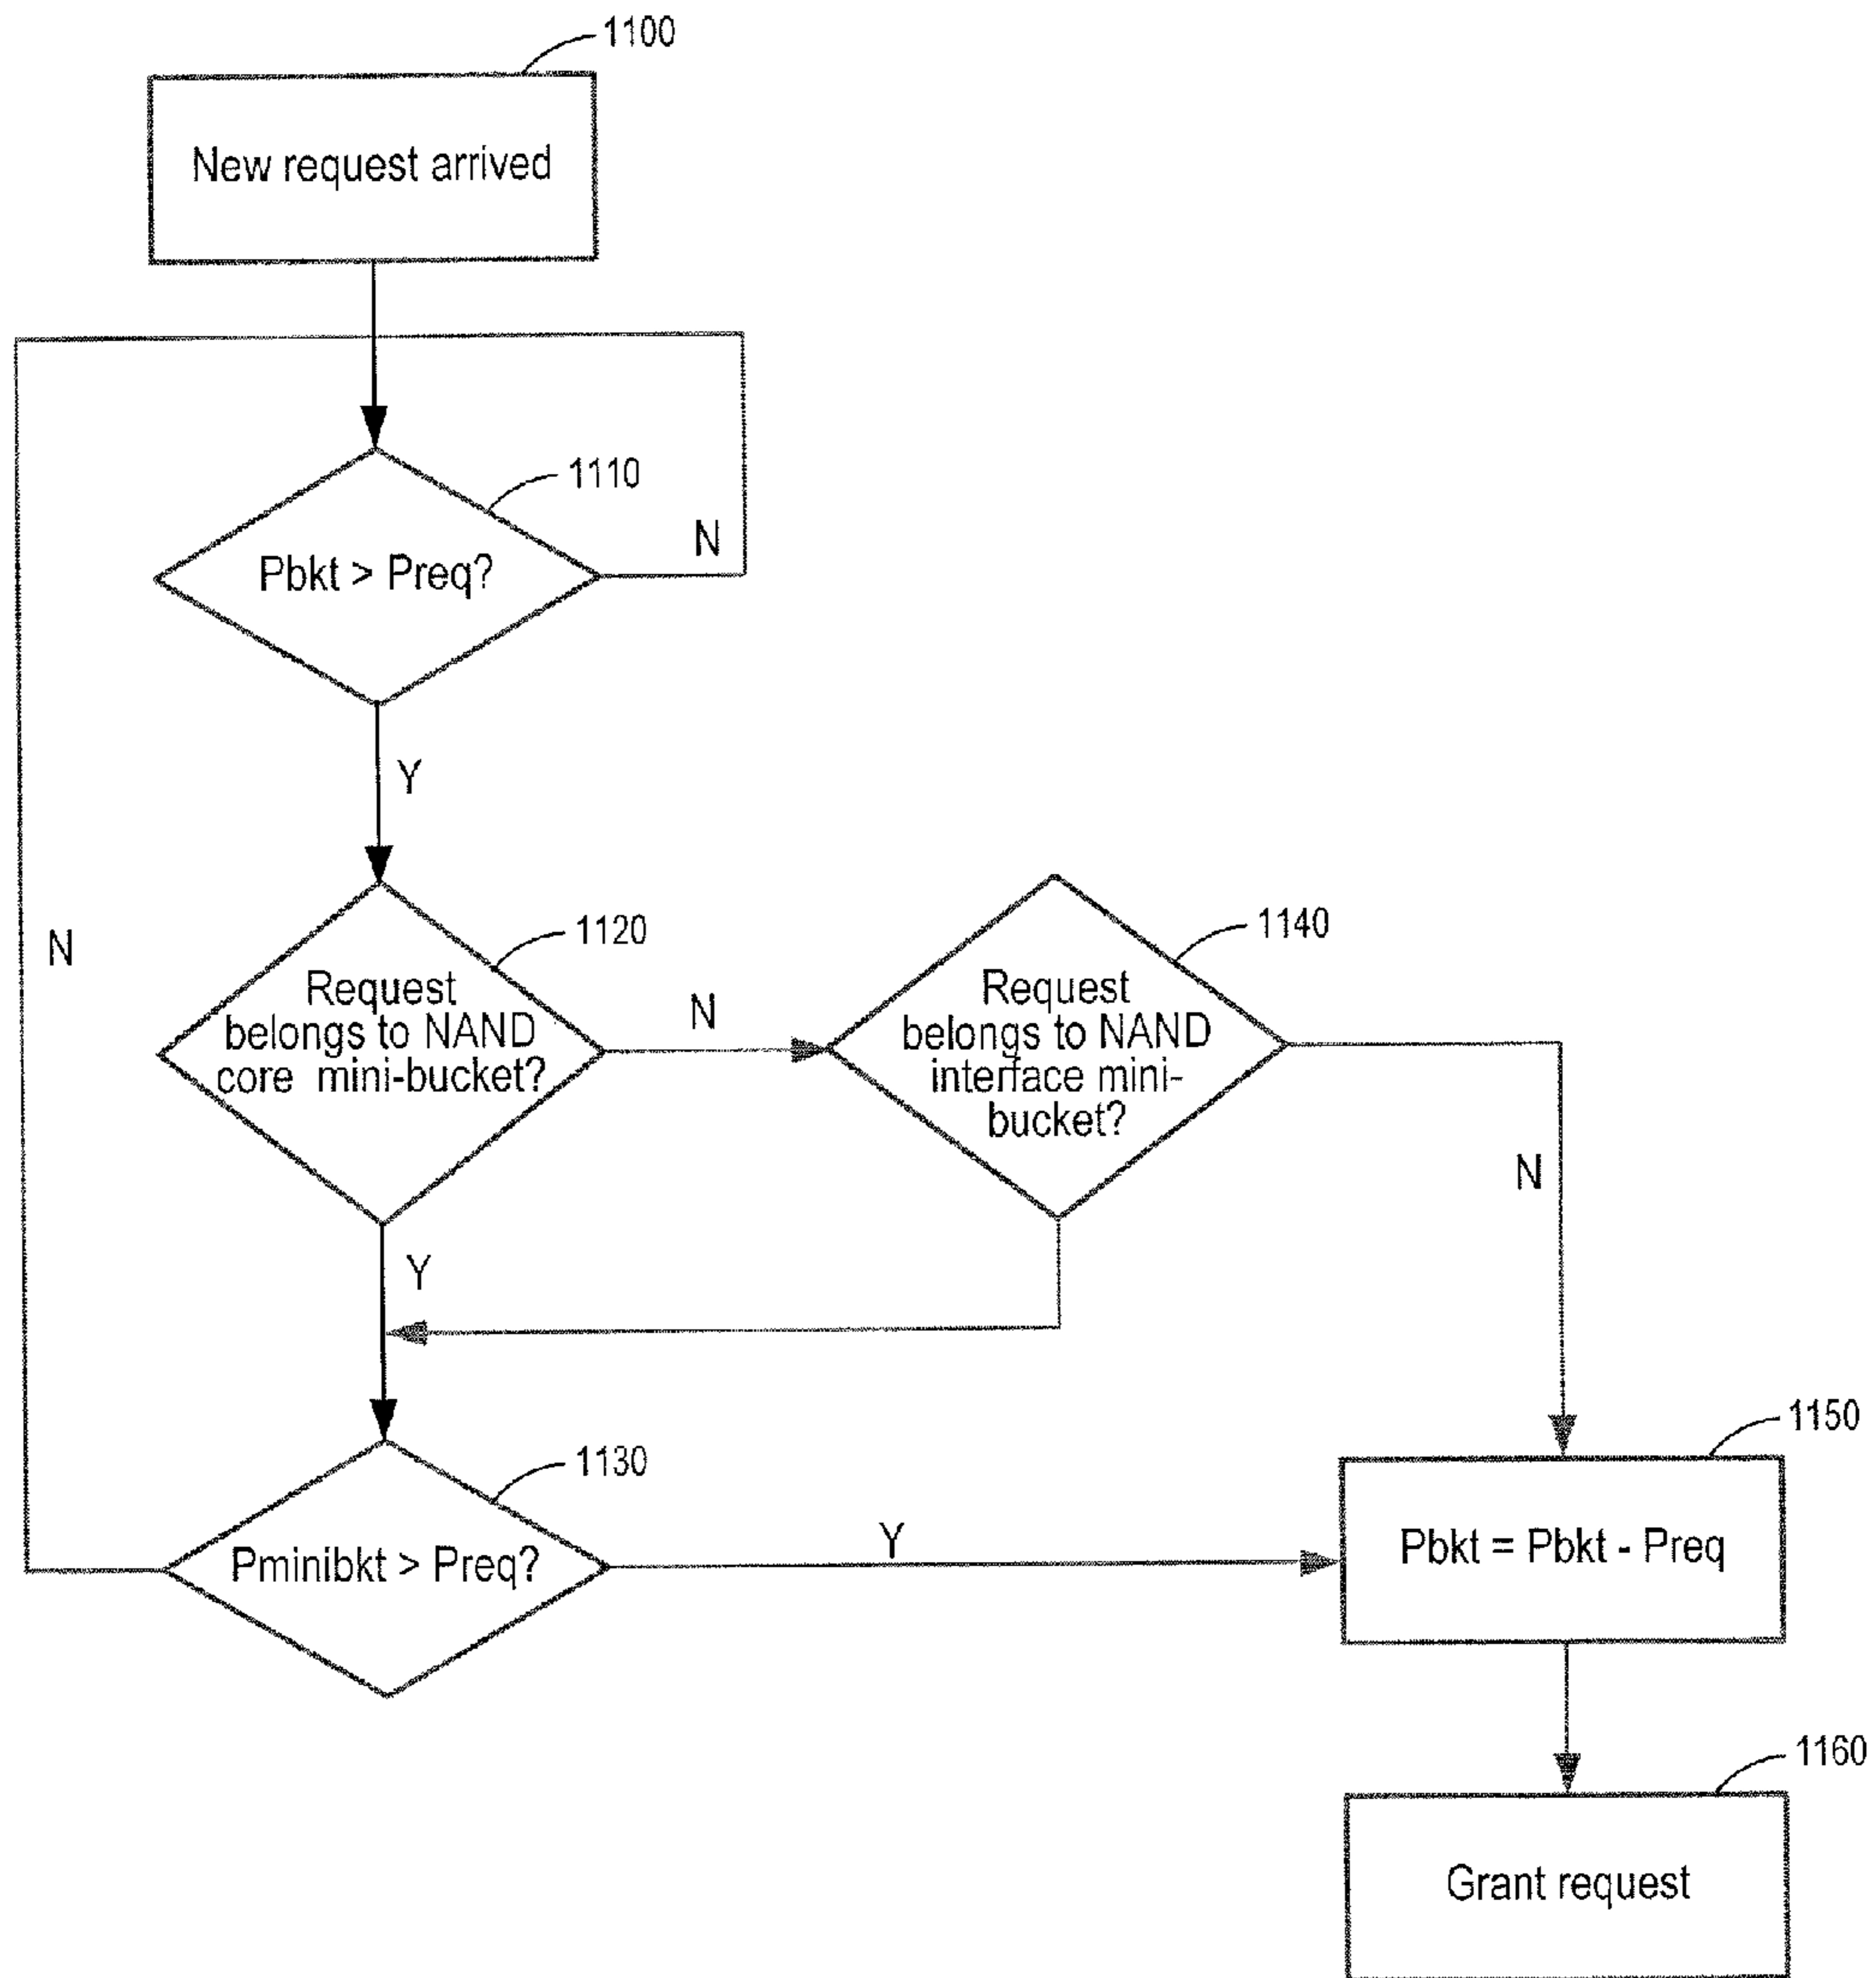 1100
New request arrived
1110
Pbkt > Preq?
N
Y
N
1120
Request
belongs to NAND
core mini-bucket?
N
1140
Request
belongs to NAND
interface mini-
bucket?
N
Y
1130
Pminibkt > Preq?
Y
1150
Pbkt = Pbkt - Preq
1160
Grant request